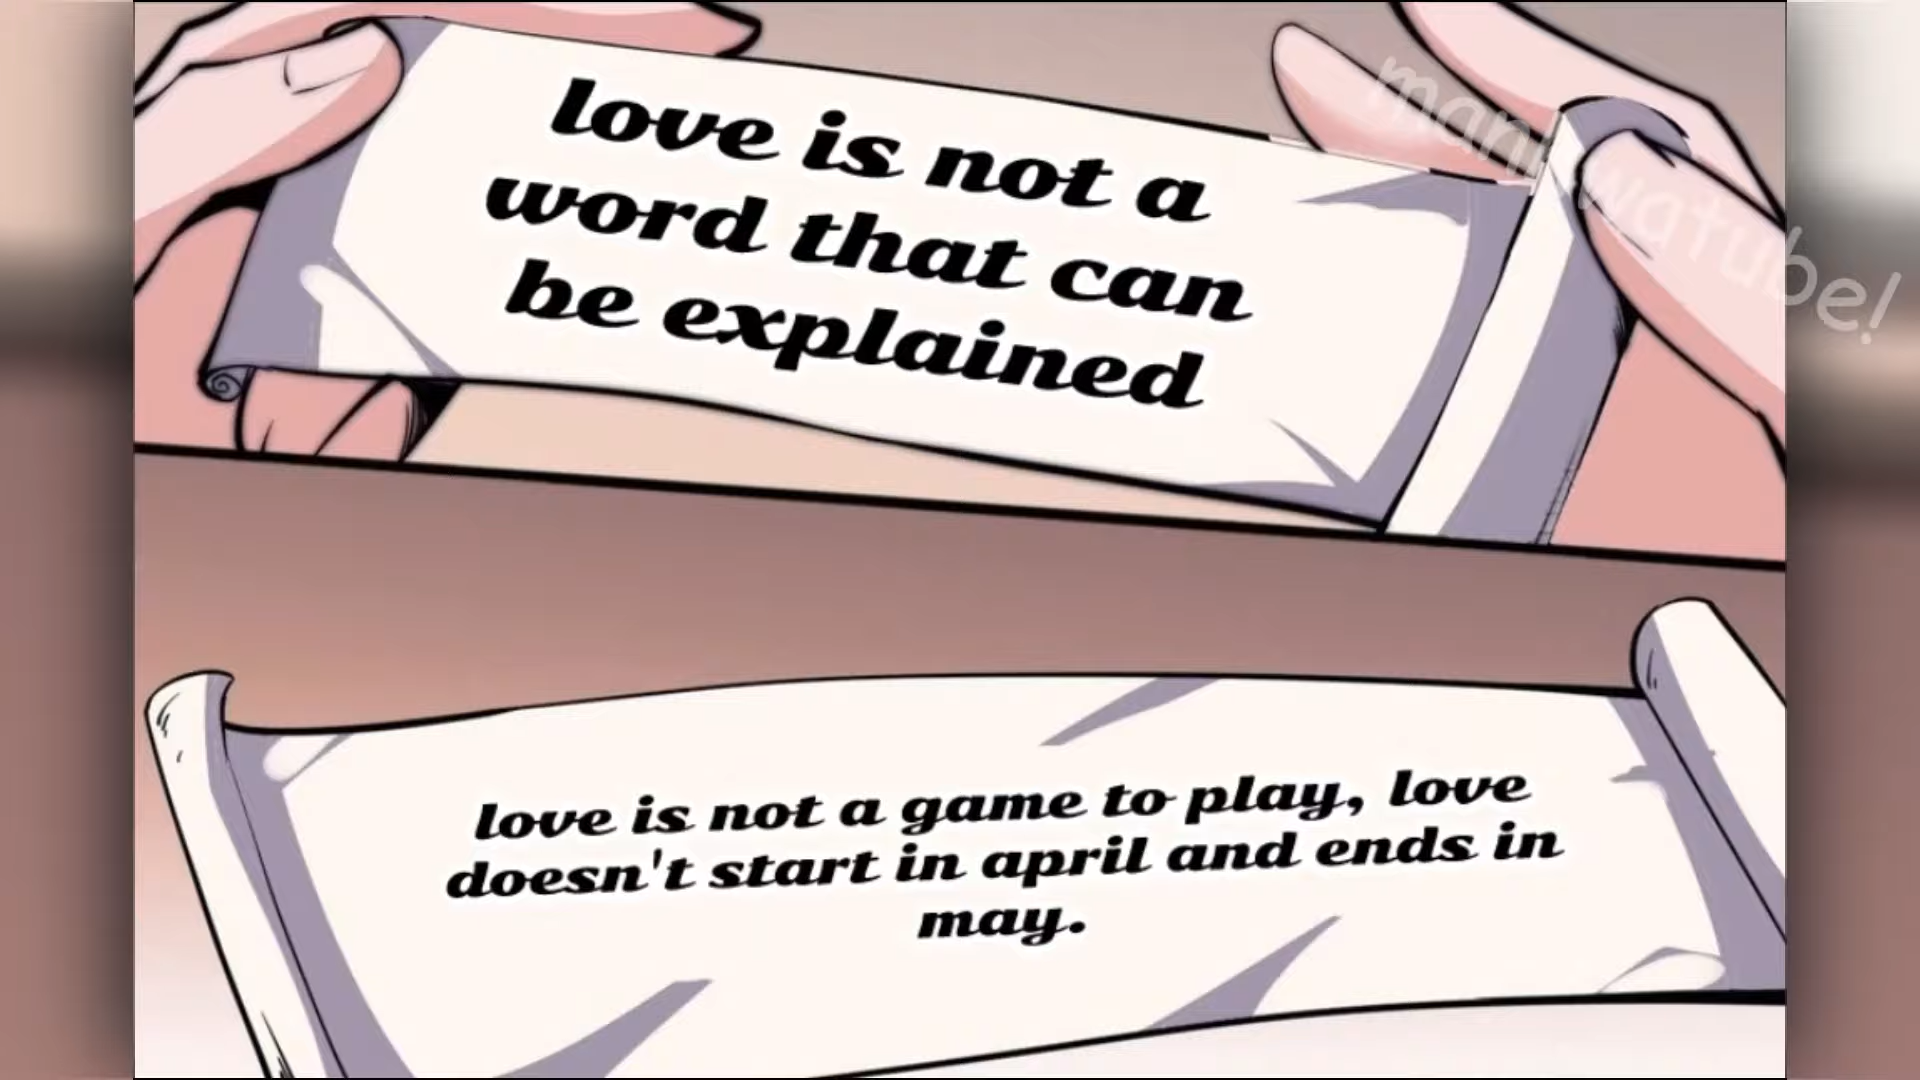 love is not a
word that can
be explained
manhwatube!
love is not a game to play, love
doesn't start in april and ends in
may.